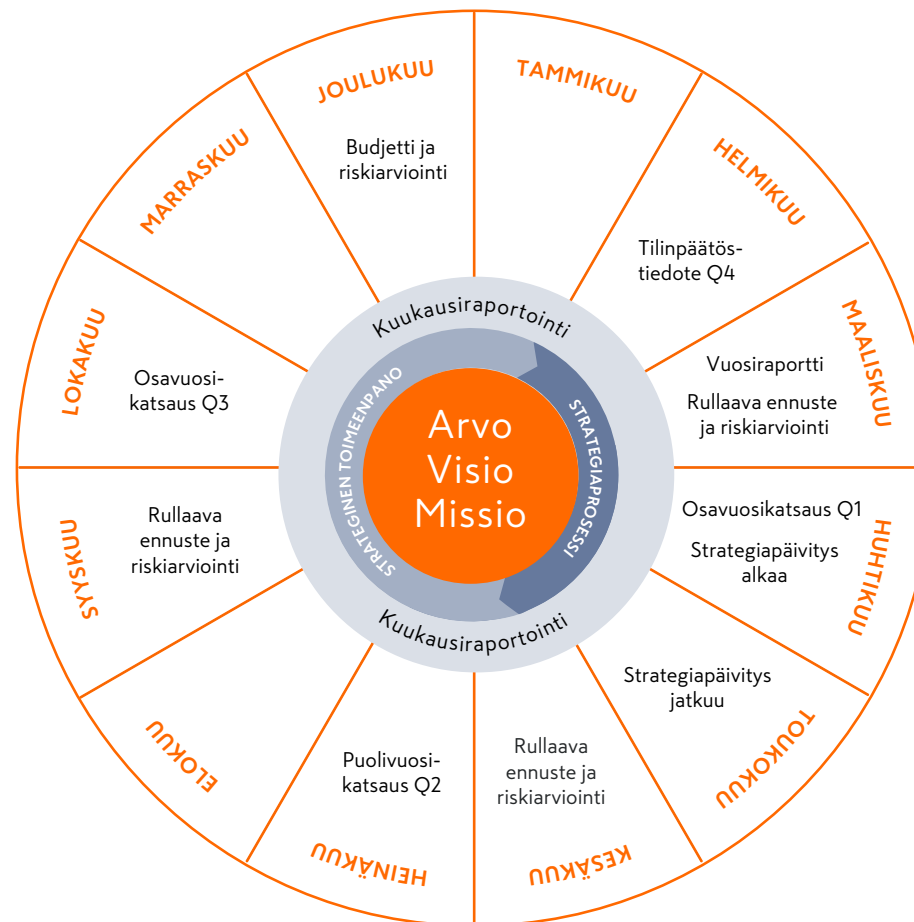 TAMMIKUU
HELMIKUU
Tilinpäätös-
tiedote Q4
MAALISKUU
Vuosiraportti
Rullaava ennuste
ja riskiarviointi
HUHTIKUU
Osavuosikatsaus Q1
Strategiapäivitys
alkaa
TOUKOKUU
Strategiapäivitys
jatkuu
KESÄKUU
Rullaava
ennuste ja
riskiarviointi
HEINÄKUU
Puolivuosi-
katsaus Q2
ELOKUU
SYYSKUU
Rullaava
ennuste ja
riskiarviointi
LOKAKUU
Osavuosi-
katsaus Q3
MARRASKUU
JOULUKUU
Budjetti ja
riskiarviointi
Kuukausiraportointi
STRATEGINEN TOIMEENPANO
STRATEGIAPROSESSI
Arvo
Visio
Missio
Kuukausiraportointi